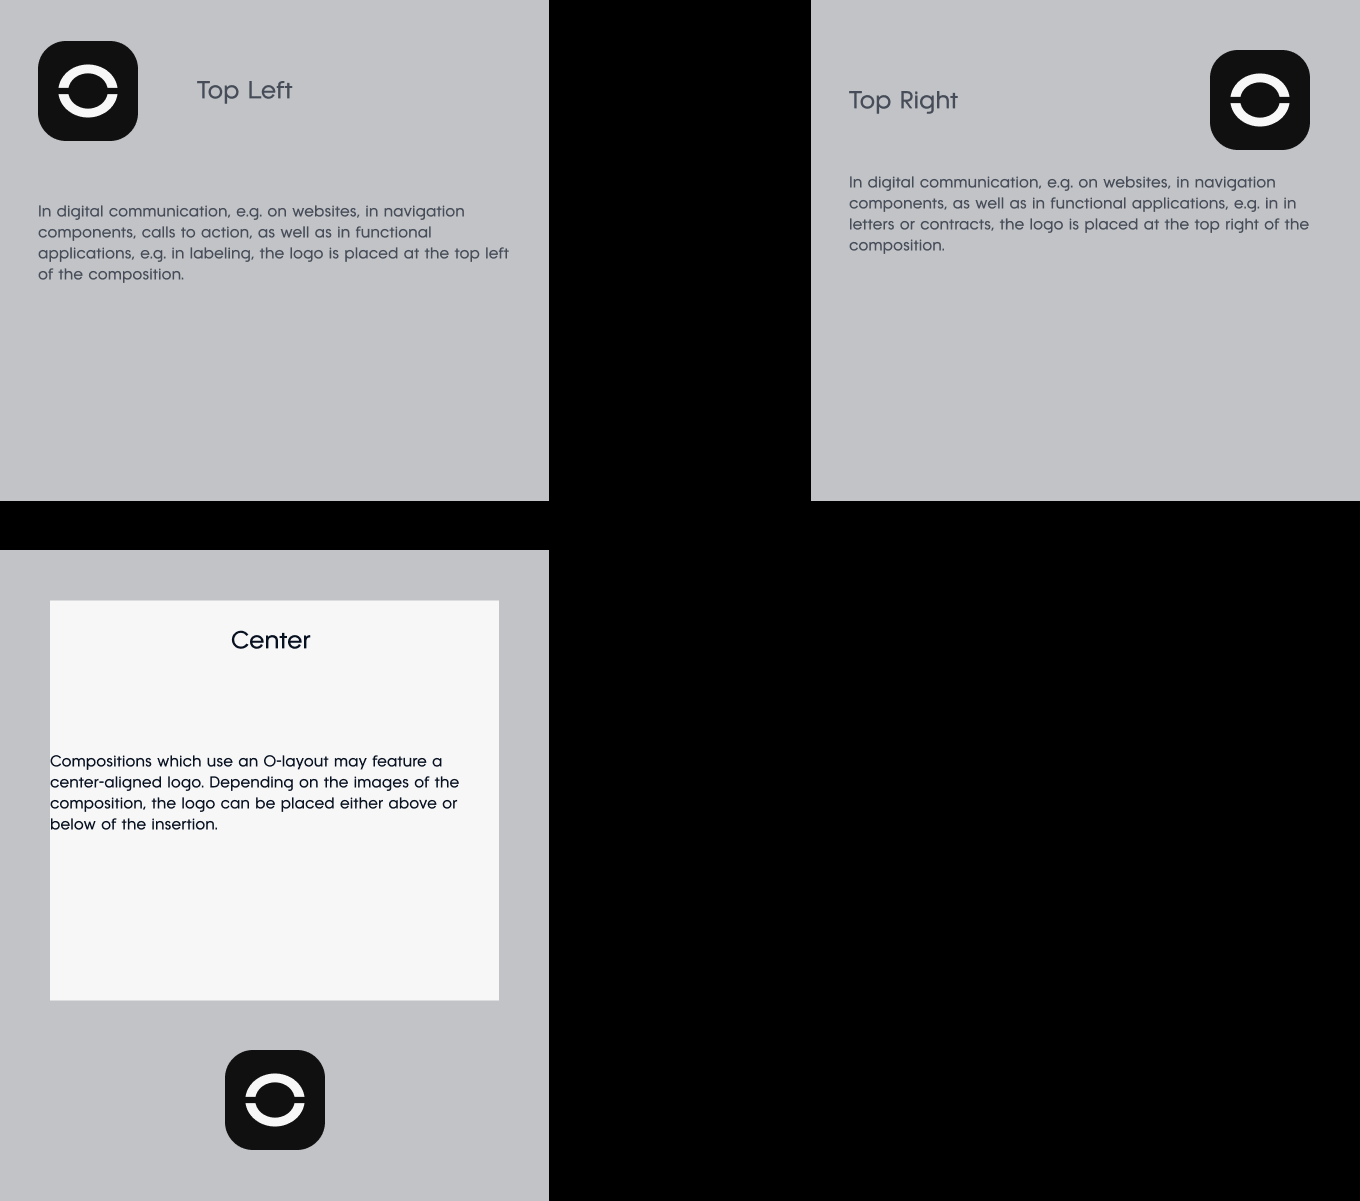 Top Left
In digital communication, e.g. on websites, in navigation
components, calls to action, as well as in functional
applications, e.g. in labeling, the logo is placed at the top left
of the composition.
Top Right
In digital communication, e.g. on websites, in navigation
components, as well as in functional applications, e.g. in in
letters or contracts, the logo is placed at the top right of the
composition.
Center
Compositions which use an O-layout may feature a
center-aligned logo. Depending on the images of the
composition, the logo can be placed either above or
below of the insertion.